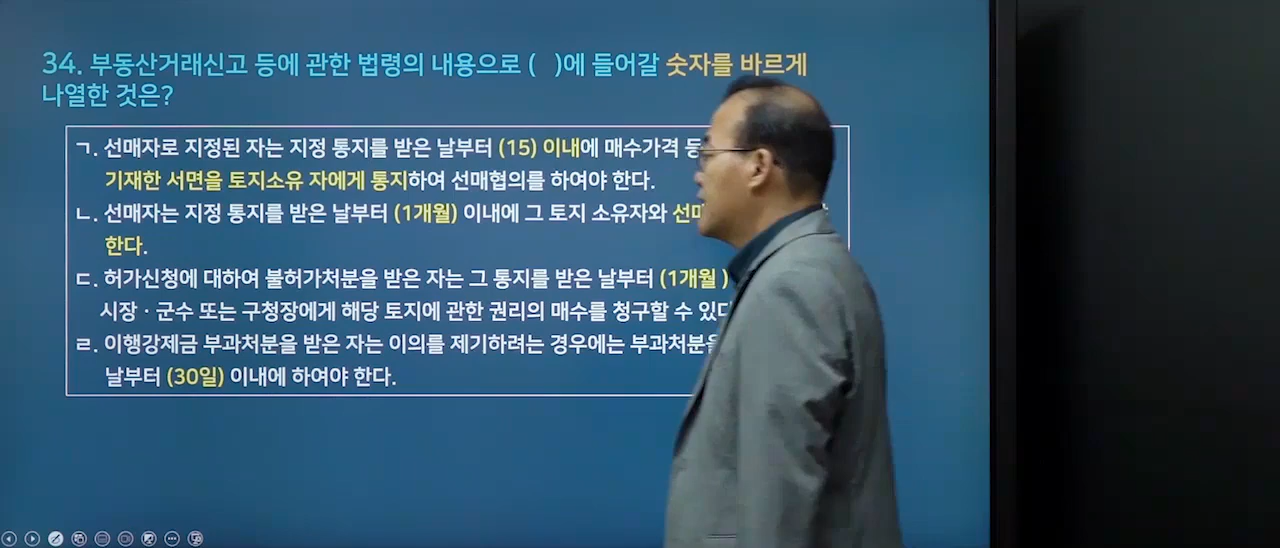 34. 부동산거래신고 등에 관한 법령의 내용으로 ( )에 들어갈 숫자를 바르게
나열한 것은?
ㄱ. 선매자로 지정된 자는 지정 통지를 받은 날부터 (15) 이내에 매수가격 등
기재한 서면을 토지소유 자에게 통지하여 선매협의를 하여야 한다.
ㄴ. 선매자는 지정 통지를 받은 날부터 (1개월) 이내에 그 토지 소유자와
한다.
ㄷ. 허가신청에 대하여 불허가처분을 받은 자는 그 통지를 받은 날부터 (1개월 )
시장 · 군수 또는 구청장에게 해당 토지에 관한 권리의 매수를 청구할 수
ㄹ. 이행강제금 부과처분을 받은 자는 이의를 제기하려는 경우에는 부과처분을
날부터 (30일) 이내에 하여야 한다.